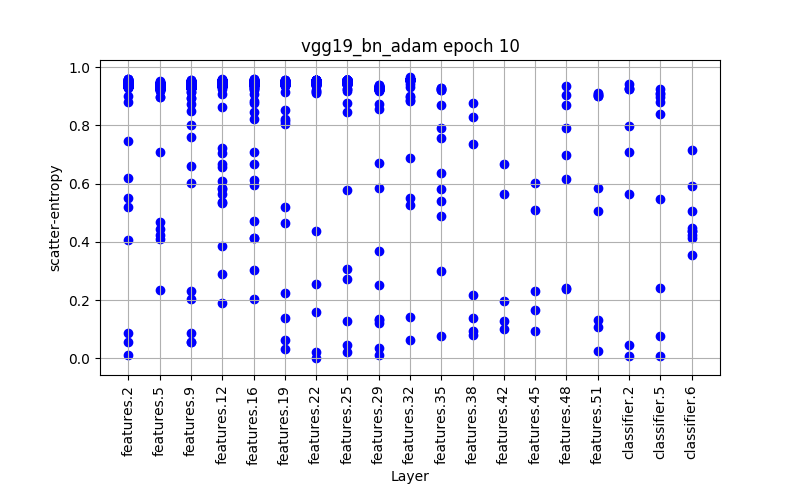 vgg19_bn_adam epoch 10
scatter-entropy
1.0
0.8
0.6
0.4
0.2
0.0
features.2
features.5
features.9
features.12
features.16
features.19
features.22
features.25
features.29
features.32
features.35
features.38
features.42
features.45
features.48
features.51
classifier.2
classifier.5
classifier.6
Layer